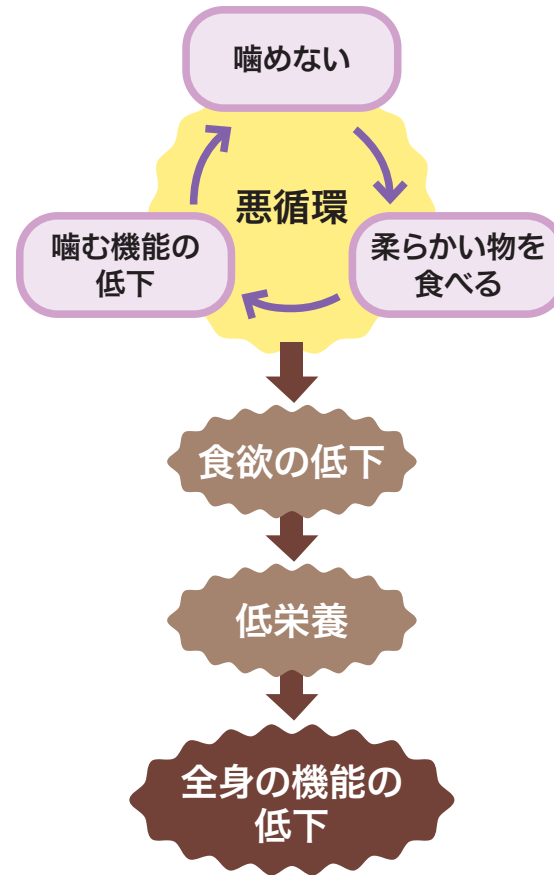 噛めない
悪循環
噛む機能の
低下
柔らかい物を
食べる
食欲の低下
低栄養
全身の機能の
低下